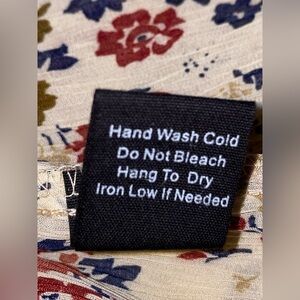 Hand Wash Cold
Do Not Bleach
Hang To Dry
Iron Low If Needed